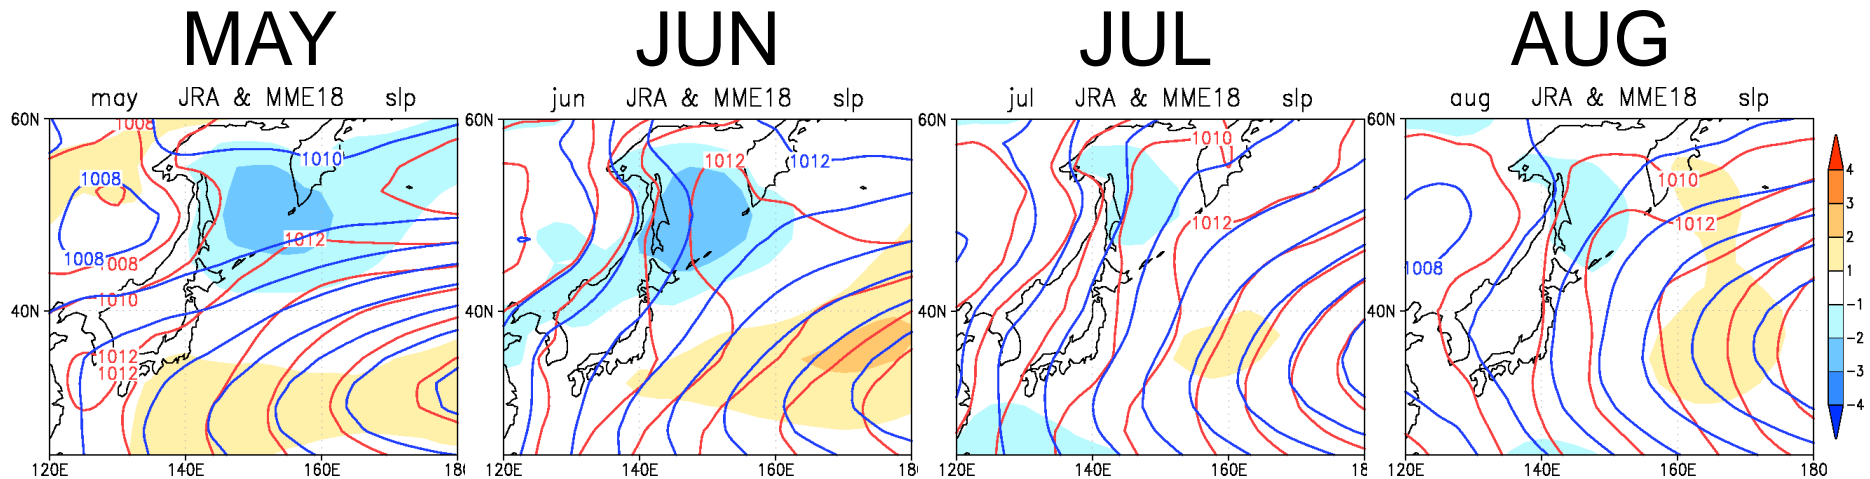 MAY JUN JUL AUG
may JRA & MME18 slp
jun JRA & MME18 slp
jul JRA & MME18 slp
aug JRA & MME18 slp
60N
40N
120E 140E 160E 18
1008
1010
1008
1012
1008
1008
1010
1012
1012
60N
40N
120E 140E 160E 18
1012
1012
60N
40N
120E 140E 160E 18
1010
1012
60N
40N
120E 140E 160E 180
1010
1012
1008
4
3
2
1
-1
-2
-3
-4